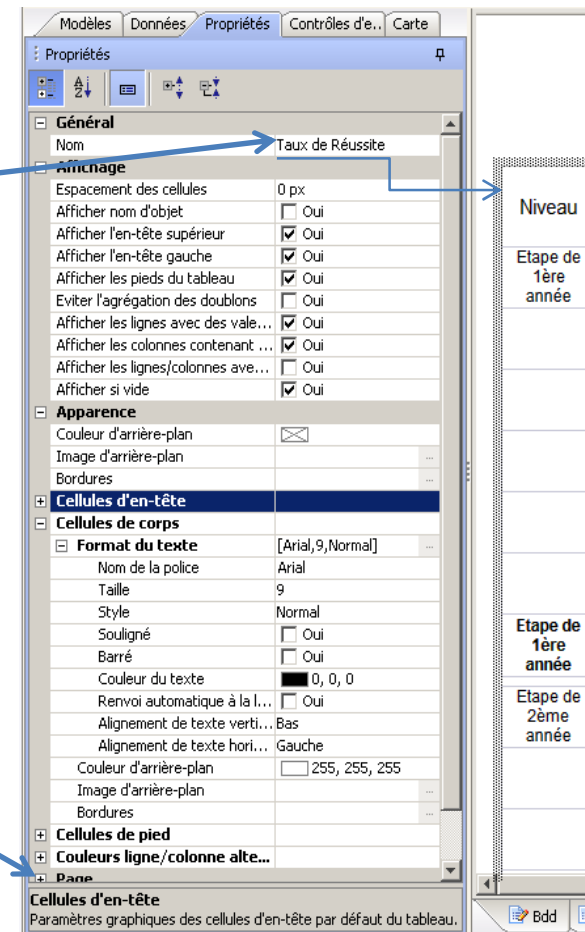 Modèles Données Propriétés Contrôles d'e.. Carte
Propriétés
Général
Nom Taux de Réussite
Affichage
Espacement des cellules 0 px
Afficher nom d'objet Oui
Afficher l'en-tête supérieur Oui
Afficher l'en-tête gauche Oui
Afficher les pieds du tableau Oui
Eviter l'agrégation des doublons Oui
Afficher les lignes avec des vale... Oui
Afficher les colonnes contenant ... Oui
Afficher les lignes/colonnes ave... Oui
Afficher si vide Oui
Apparence
Couleur d'arrière-plan
Image d'arrière-plan ...
Bordures ...
Cellules d'en-tête
Cellules de corps
Format du texte [Arial,9,Normal] ...
Nom de la police Arial
Taille 9
Style Normal
Souligné Oui
Barré Oui
Couleur du texte 0, 0, 0
Renvoi automatique à la l... Oui
Alignement de texte verti... Bas
Alignement de texte hori... Gauche
Couleur d'arrière-plan 255, 255, 255
Image d'arrière-plan ...
Bordures ...
Cellules de pied
Couleurs ligne/colonne alte...
Page
Cellules d'en-tête
Paramètres graphiques des cellules d'en-tête par défaut du tableau.
Niveau
Etape de
1ère
année
Etape de
1ère
année
Etape de
2ème
année
Bdd